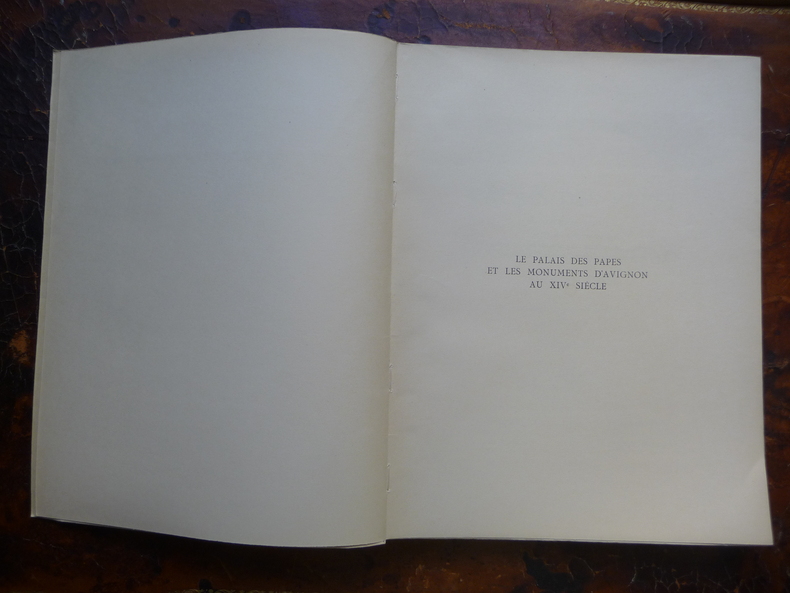 LE PALAIS DES PAPES
ET LES MONUMENTS D'AVIGNON
AU XIVe SIÈCLE